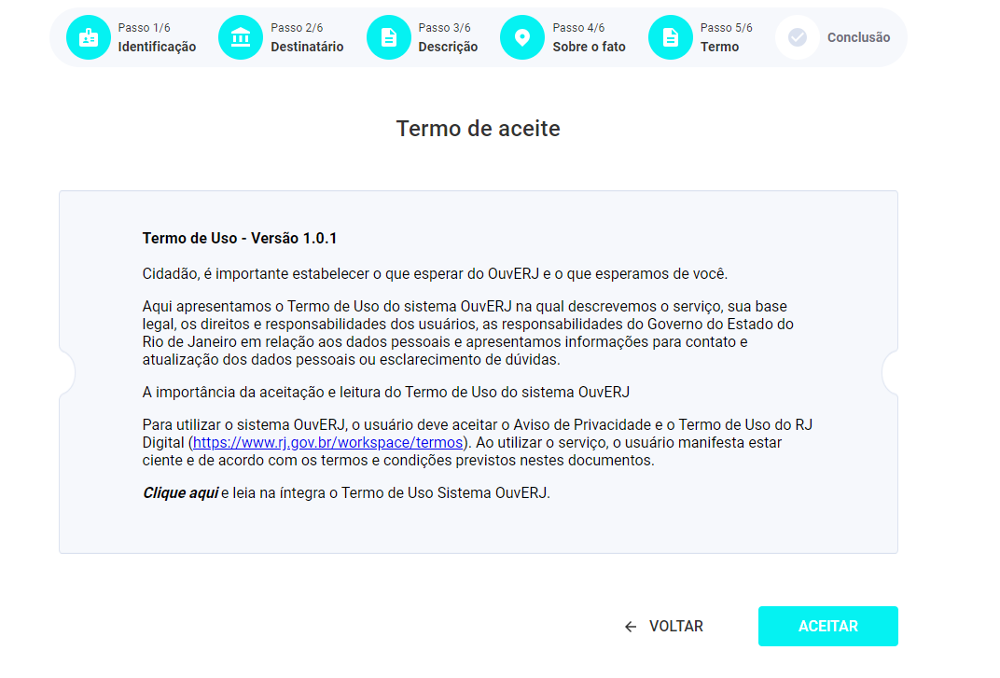 Passo 1/6
Identificação
Passo 2/6
Destinatário
Passo 3/6
Descrição
Passo 4/6
Sobre o fato
Passo 5/6
Termo
Conclusão
Termo de aceite
Termo de Uso - Versão 1.0.1
Cidadão, é importante estabelecer o que esperar do OuvERJ e o que esperamos de você.
Aqui apresentamos o Termo de Uso do sistema OuvERJ na qual descrevemos o serviço, sua base
legal, os direitos e responsabilidades dos usuários, as responsabilidades do Governo do Estado do
Rio de Janeiro em relação aos dados pessoais e apresentamos informações para contato e
atualização dos dados pessoais ou esclarecimento de dúvidas.
A importância da aceitação e leitura do Termo de Uso do sistema OuvERJ
Para utilizar o sistema OuvERJ, o usuário deve aceitar o Aviso de Privacidade e o Termo de Uso do RJ
Digital (https://www.rj.gov.br/workspace/termos). Ao utilizar o serviço, o usuário manifesta estar
ciente e de acordo com os termos e condições previstos nestes documentos.
Clique aqui e leia na íntegra o Termo de Uso Sistema OuvERJ.
VOLTAR
ACEITAR